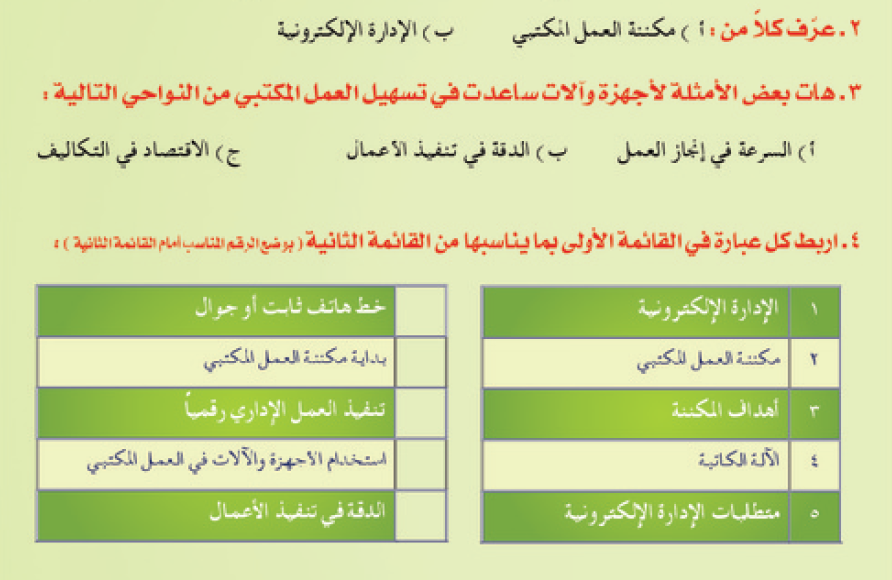 ٢. عرّف كلاً من : أ ) مكننة العمل المكتبي ب ) الإدارة الإلكترونية
٣. هات بعض الأمثلة لأجهزة وآلات ساعدت في تسهيل العمل المكتبي من النواحي التالية :
أ ) السرعة في إنجاز العمل ب ) الدقة في تنفيذ الأعمال ج ) الاقتصاد في التكاليف
٤. اربط كل عبارة في القائمة الأولى بما يناسبها من القائمة الثانية ( بوضع الرقم المناسب أمام القائمة الثانية ) :
١ الإدارة الإلكترونية
٢ مكننة العمل المكتبي
٣ أهداف المكننة
٤ الآلة الكاتبة
٥ متطلبات الإدارة الإلكترونية
خط هاتف ثابت أو جوال
بداية مكننة العمل المكتبي
تنفيذ العمل الإداري رقمياً
استخدام الأجهزة والآلات في العمل المكتبي
الدقة في تنفيذ الأعمال